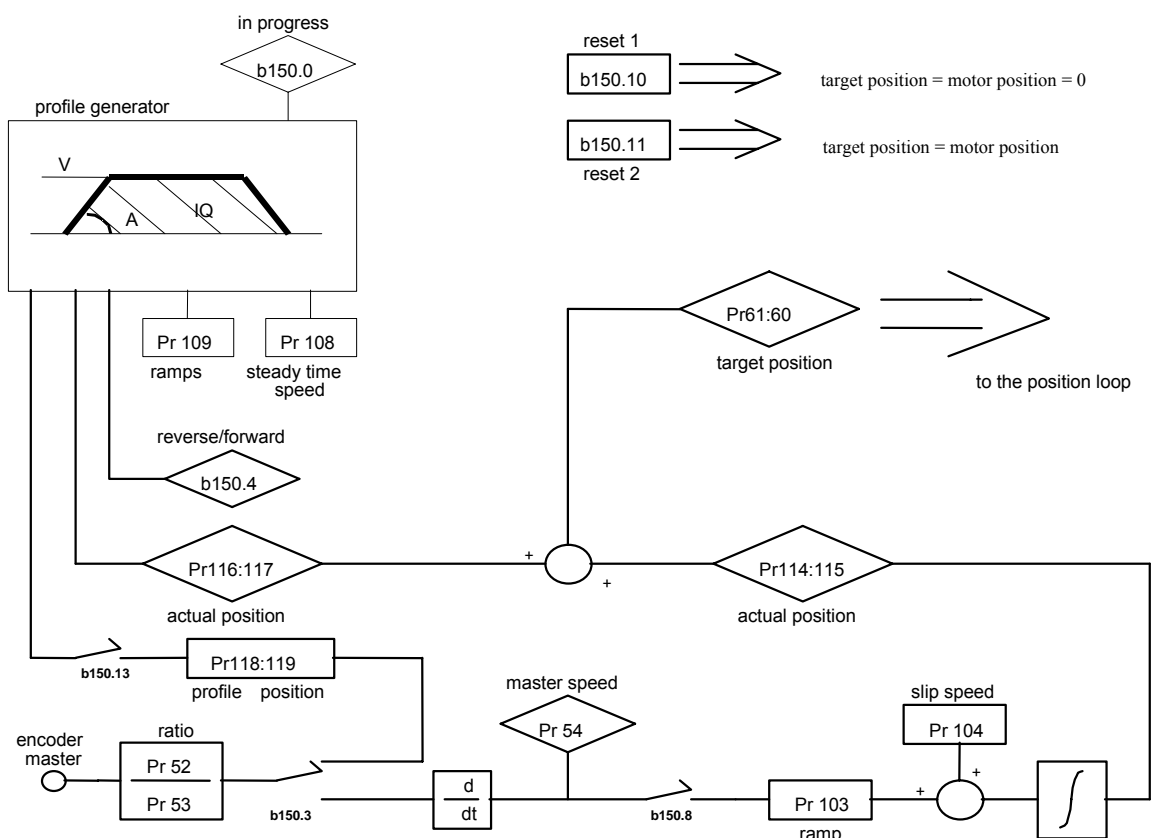 in progress
b150.0
profile generator
V
A
IQ
Pr 109
ramps
Pr 108
steady time
speed
reset 1
b150.10
target position = motor position = 0
b150.11
reset 2
target position = motor position
Pr61:60
target position
to the position loop
reverse/forward
b150.4
Pr116:117
actual position
+
+
Pr114:115
actual position
b150.13
Pr118:119
profile position
master speed
Pr 54
slip speed
Pr 104
encoder
master
ratio
Pr 52
Pr 53
b150.3
d
dt
b150.8
Pr 103
ramp
+
+
∫